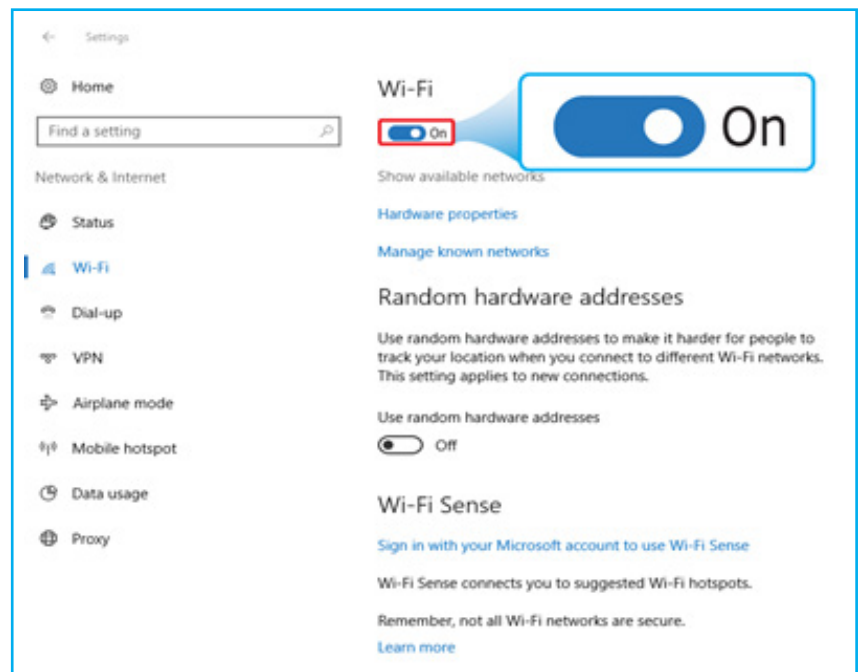 Settings
Home
Find a setting
Network & Internet
Status
Wi-Fi
Dial-up
VPN
Airplane mode
Mobile hotspot
Data usage
Proxy
Wi-Fi
On
On
Show available networks
Hardware properties
Manage known networks
Random hardware addresses
Use random hardware addresses to make it harder for people to
track your location when you connect to different Wi-Fi networks.
This setting applies to new connections.
Use random hardware addresses
Off
Wi-Fi Sense
Sign in with your Microsoft account to use Wi-Fi Sense
Wi-Fi Sense connects you to suggested Wi-Fi hotspots.
Remember, not all Wi-Fi networks are secure.
Learn more